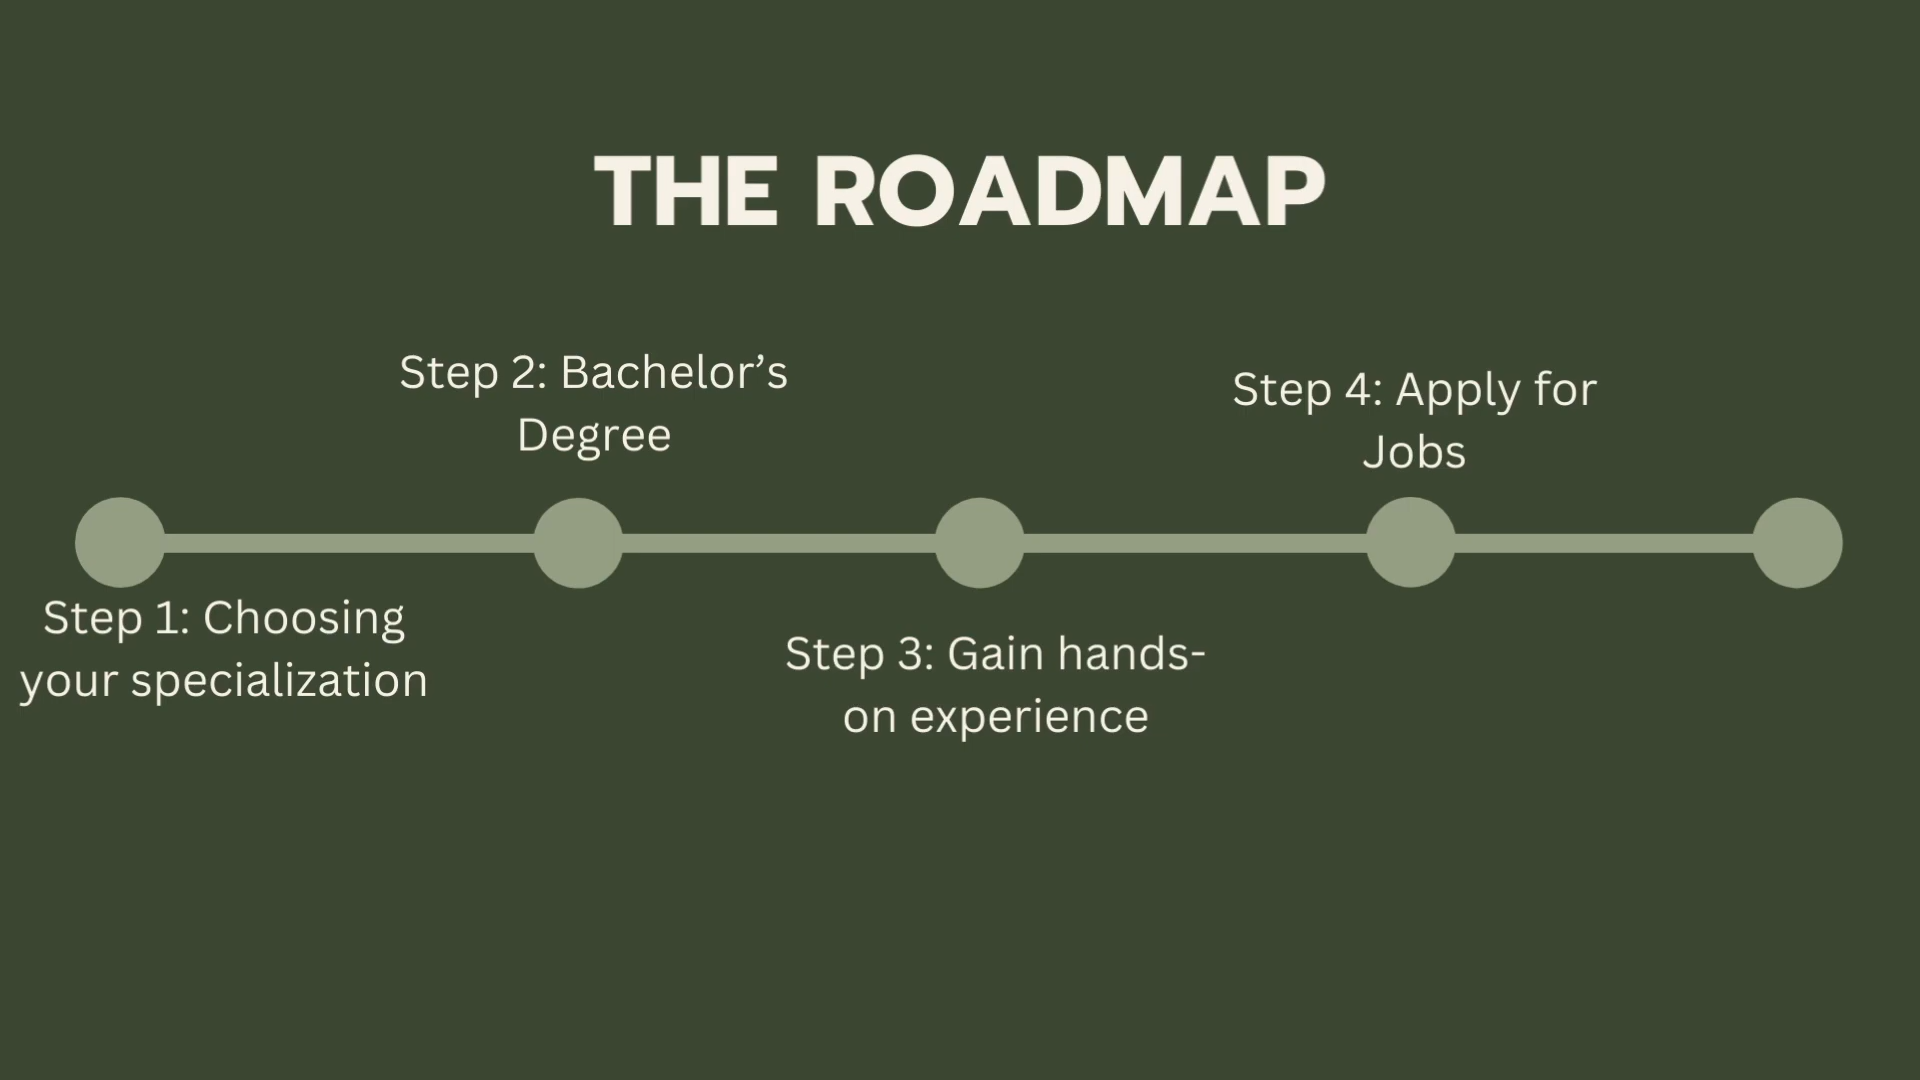 THE ROADMAP
Step 1: Choosing
your specialization
Step 2: Bachelor’s
Degree
Step 3: Gain hands-
on experience
Step 4: Apply for
Jobs